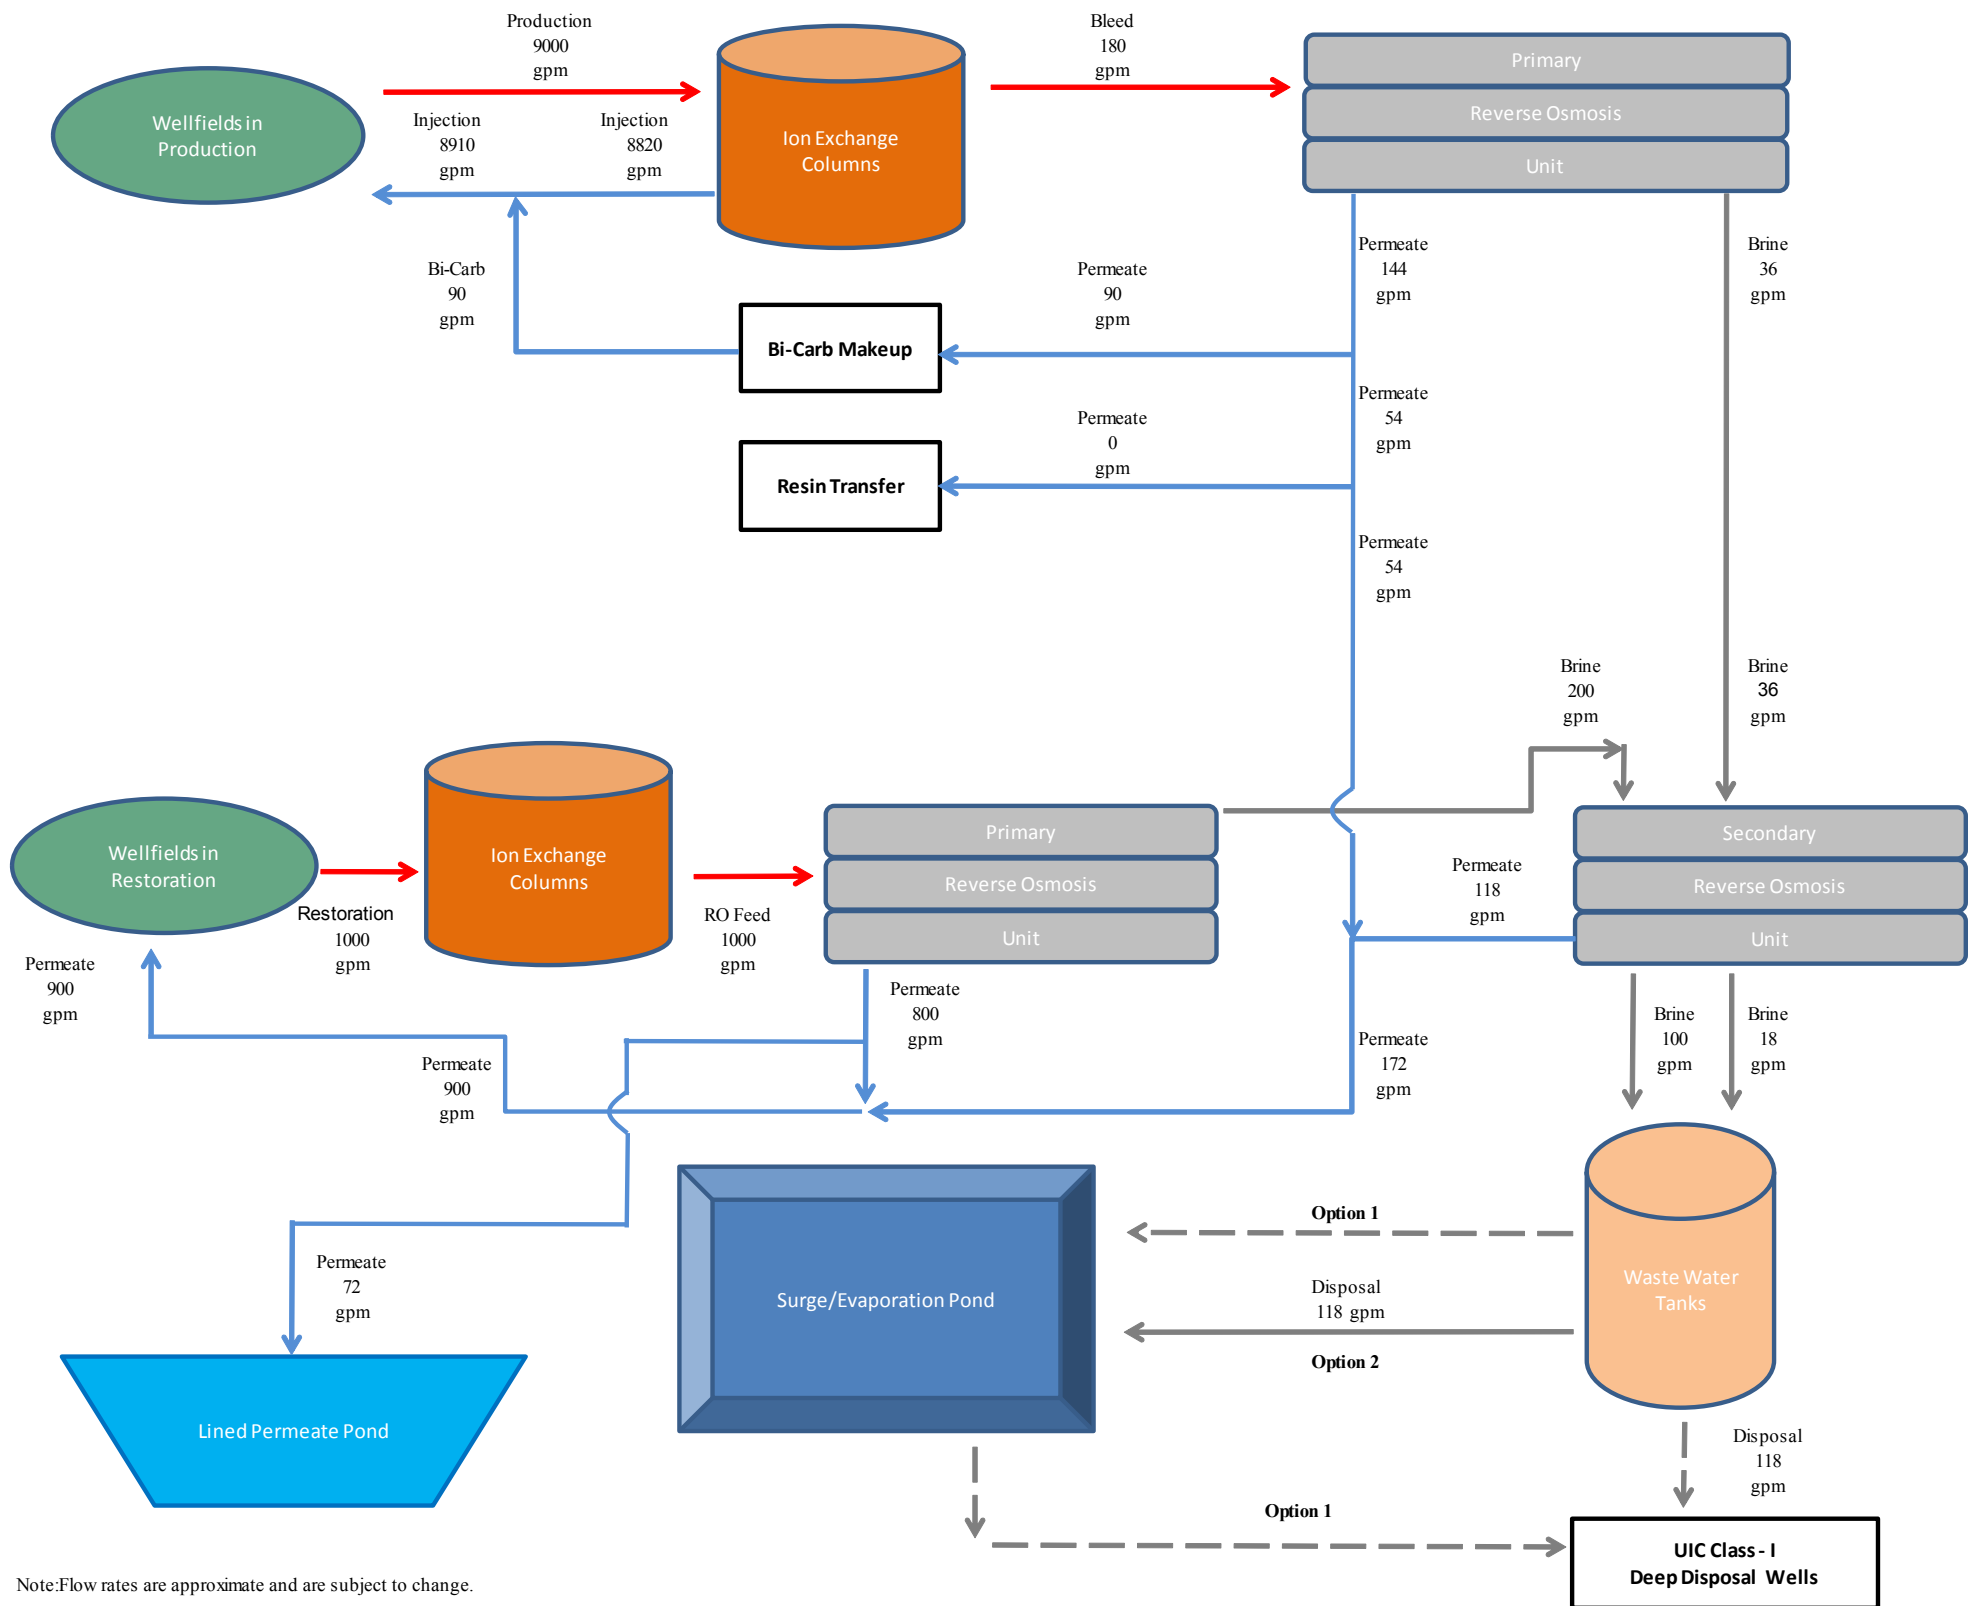 Production
9000
gpm
Bleed
180
gpm
Primary
Reverse Osmosis
Unit
Wellfields in
Production
Injection
8910
gpm
Injection
8820
gpm
Ion Exchange
Columns
Bi-Carb
90
gpm
Permeate
90
gpm
Permeate
144
gpm
Brine
36
gpm
Bi-Carb Makeup
Permeate
0
gpm
Permeate
54
gpm
Resin Transfer
Permeate
54
gpm
Brine
200
gpm
Brine
36
gpm
Wellfields in
Restoration
Restoration
1000
gpm
Ion Exchange
Columns
RO Feed
1000
gpm
Primary
Reverse Osmosis
Unit
Permeate
118
gpm
Secondary
Reverse Osmosis
Unit
Permeate
900
gpm
Permeate
900
gpm
Permeate
800
gpm
Permeate
172
gpm
Brine
100
gpm
Brine
18
gpm
Permeate
72
gpm
Lined Permeate Pond
Surge/Evaporation Pond
Option 1
Disposal
118 gpm
Option 2
Waste Water
Tanks
Disposal
118
gpm
Option 1
UIC Class - I
Deep Disposal Wells
Note:Flow rates are approximate and are subject to change.